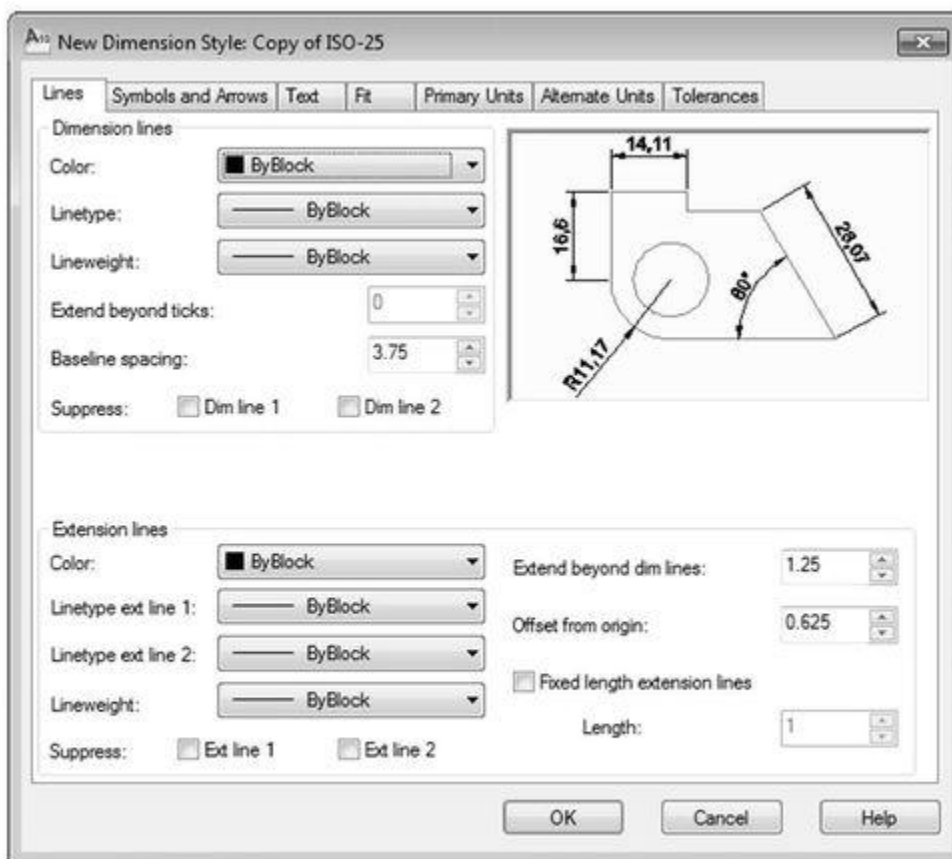 New Dimension Style: Copy of ISO-25
Lines Symbols and Arrows Text Fit Primary Units Alternate Units Tolerances
Dimension lines
Color: ByBlock
Linetype: ByBlock
Lineweight: ByBlock
Extend beyond ticks: 0
Baseline spacing: 3.75
Suppress: Dim line 1 Dim line 2
14,11
16,6
28,07
60°
R11,17
Extension lines
Color: ByBlock
Linetype ext line 1: ByBlock
Linetype ext line 2: ByBlock
Lineweight: ByBlock
Suppress: Ext line 1 Ext line 2
Extend beyond dim lines: 1.25
Offset from origin: 0.625
Fixed length extension lines
Length: 1
OK Cancel Help